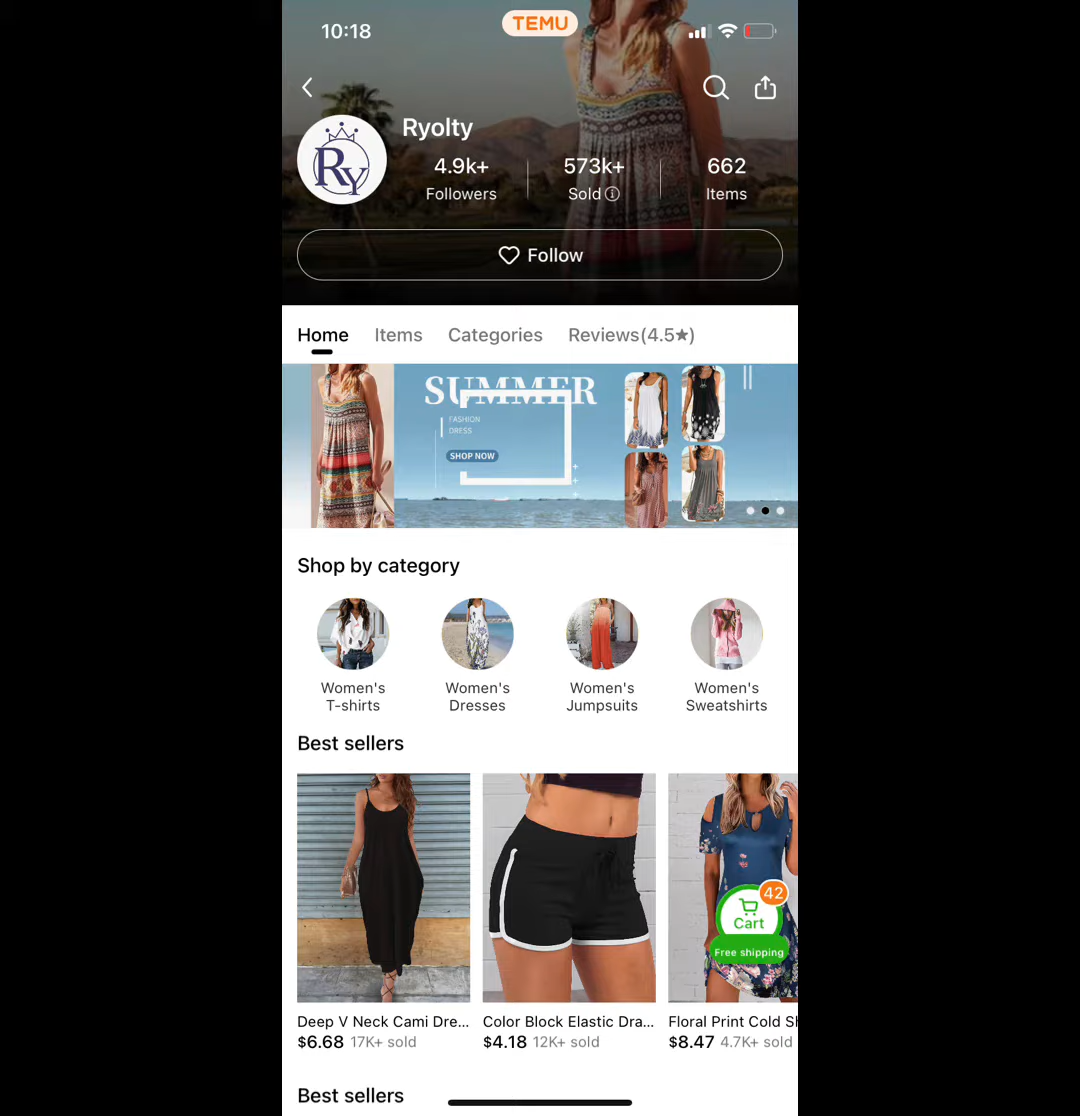 10:18
TEMU
Ryolty
RY
4.9k+
573k+
662
Followers
Sold
Items
Follow
Home
Items
Categories
Reviews(4.5★)
SUMMER
FASHION
DRESS
SHOP NOW
Shop by category
Women's
T-shirts
Women's
Dresses
Women's
Jumpsuits
Women's
Sweatshirts
Best sellers
42
Cart
Free shipping
Deep V Neck Cami Dre...
$6.68 17K+ sold
Color Block Elastic Dra...
$4.18 12K+ sold
Floral Print Cold Sh
$8.47 4.7K+ sold
Best sellers